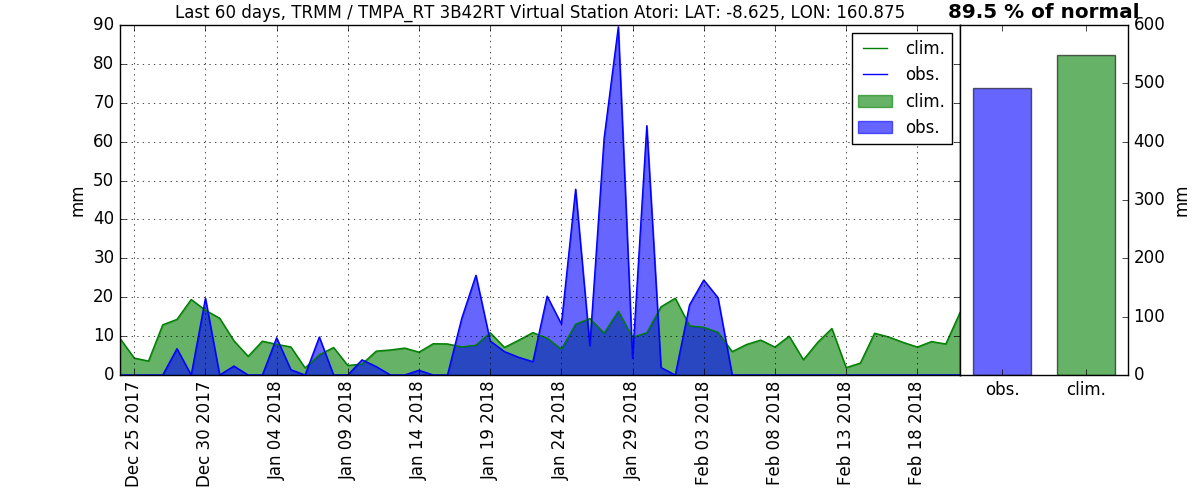 Last 60 days, TRMM / TMPA_RT 3B42RT Virtual Station Atori: LAT: -8.625, LON: 160.875
89.5 % of normal
90
80
70
60
50
40
30
20
10
0
mm
clim.
obs.
clim.
obs.
Dec 25 2017
Dec 30 2017
Jan 04 2018
Jan 09 2018
Jan 14 2018
Jan 19 2018
Jan 24 2018
Jan 29 2018
Feb 03 2018
Feb 08 2018
Feb 13 2018
Feb 18 2018
600
500
400
300
200
100
0
mm
obs.
clim.